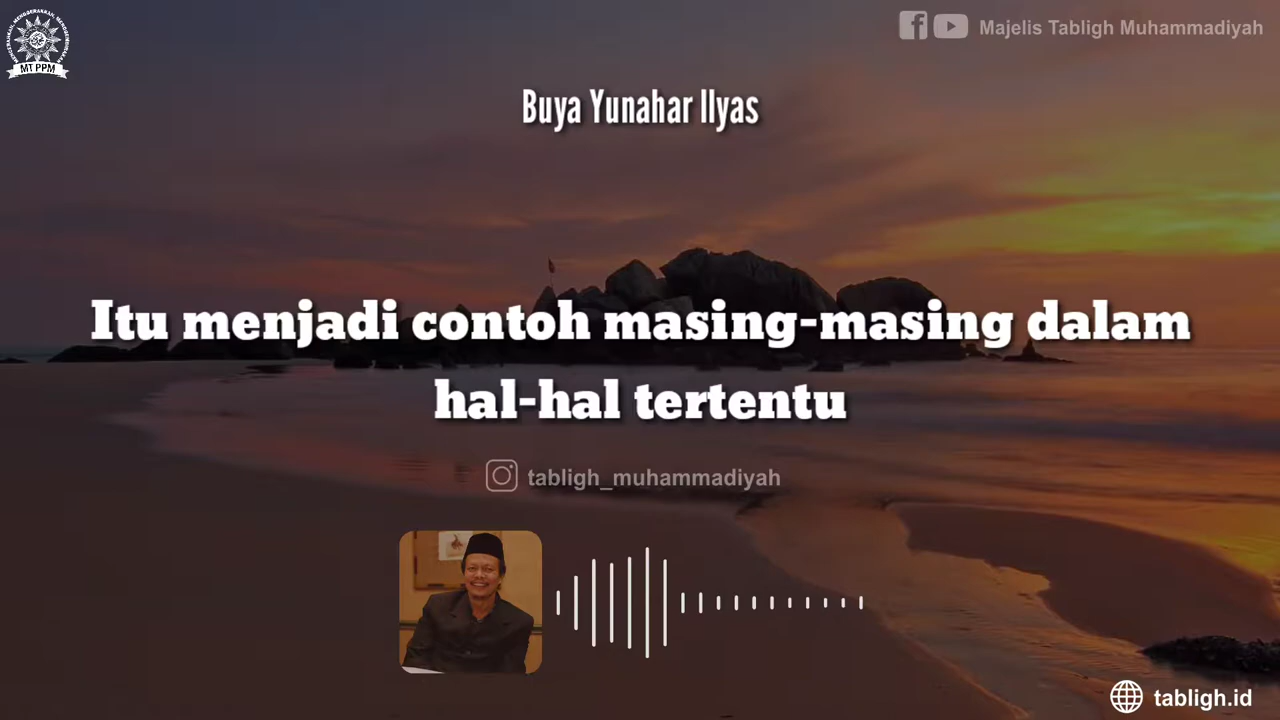 MT PPM
Majelis Tabligh Muhammadiyah
Buya Yunahar Ilyas
Itu menjadi contoh masing-masing dalam
hal-hal tertentu
tabligh_muhammadiyah
tabligh.id